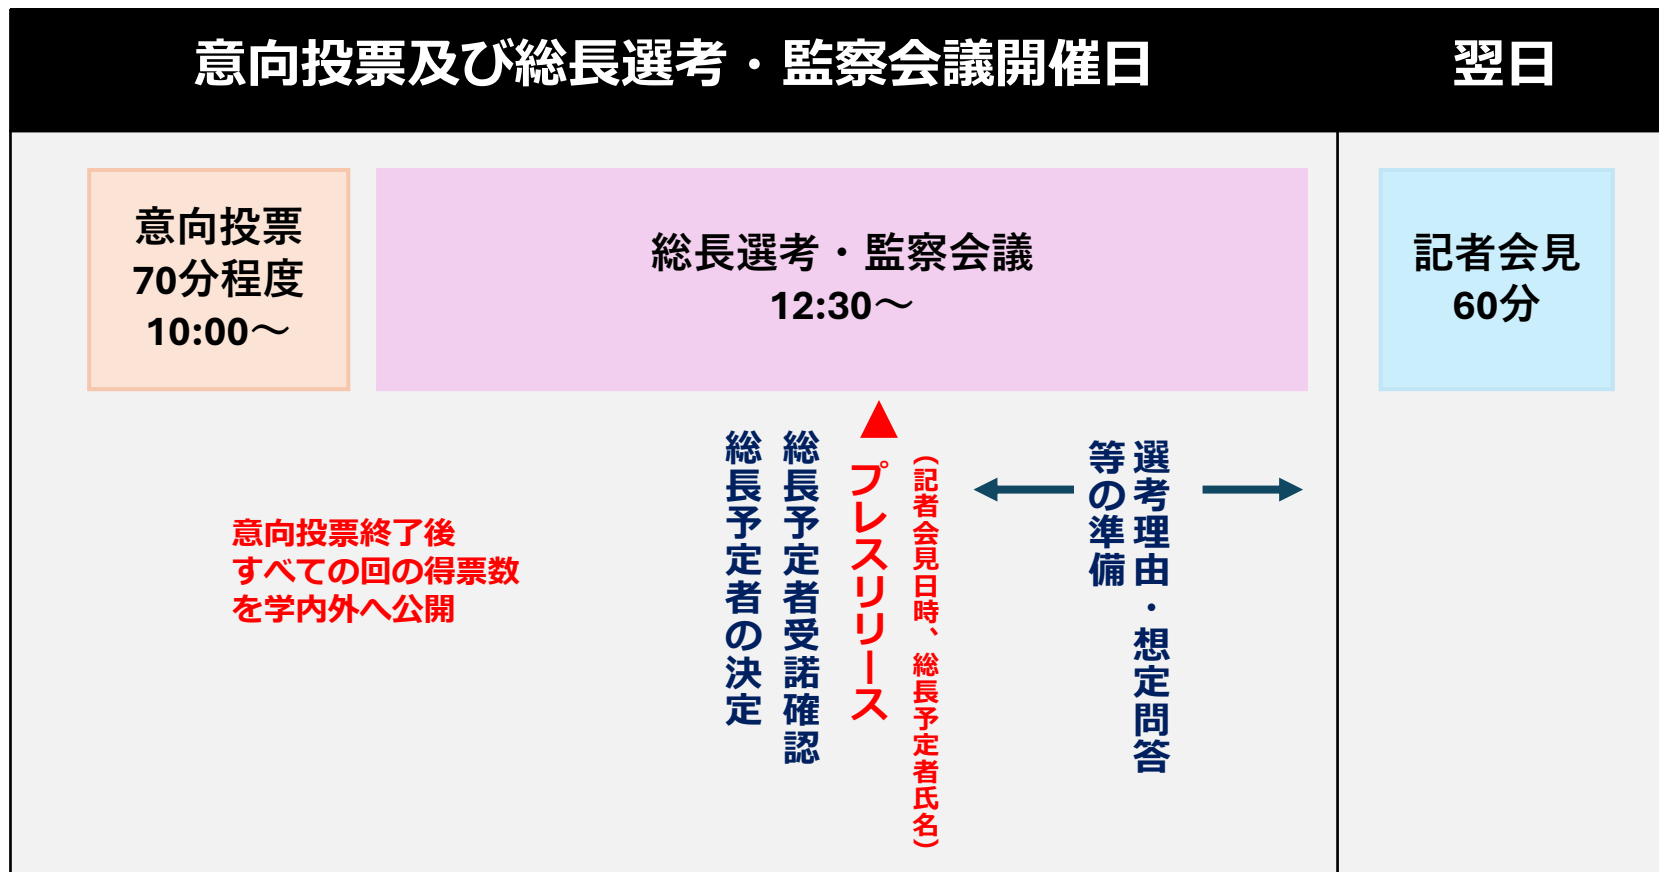 意向投票及び総長選考・監察会議開催日
翌日
意向投票
70分程度
10:00～
総長選考・監察会議
12:30～
記者会見
60分
意向投票終了後
すべての回の得票数
を学内外へ公開
総長予定者の決定
総長予定者受諾確認
プレスリリース
（記者会見日時、総長予定者氏名）
選考理由・想定問答
等の準備